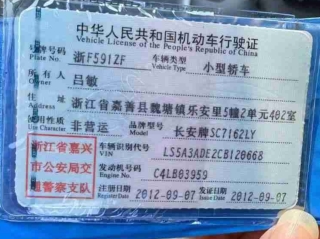 中华人民共和国机动车行驶证
Vehicle License of the People's Republic of China
号牌号码 Plate No. 浙F591ZF 车辆类型 Vehicle Type 小型轿车
所有人 Owner 吕敏
住址 浙江省嘉善县魏塘镇乐安里5幢2单元402室
使用性质 Use Character 非营运 品牌型号 Model 长安牌SC7162LY
浙江省嘉兴 车辆识别代号 VIN LS5A3ADE2CB120668
市公安局交 发动机号码 Engine No. C4LB03959
通警察支队 注册日期 Register Date 2012-09-07 发证日期 Issue Date 2012-09-07